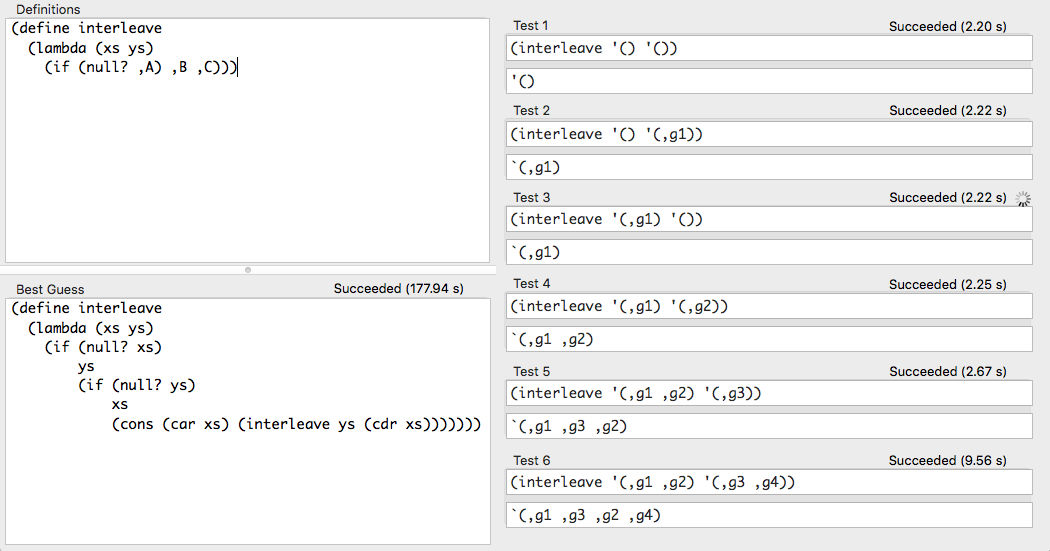 Definitions
(define interleave
  (lambda (xs ys)
    (if (null? ,A) ,B ,C)))
Best Guess Succeeded (177.94 s)
(define interleave
  (lambda (xs ys)
    (if (null? xs)
        ys
        (if (null? ys)
            xs
            (cons (car xs) (interleave ys (cdr xs)))))))
Test 1 Succeeded (2.20 s)
(interleave '() '())
'()
Test 2 Succeeded (2.22 s)
(interleave '() '(,g1))
`(,g1)
Test 3 Succeeded (2.22 s)
(interleave '(,g1) '())
`(,g1)
Test 4 Succeeded (2.25 s)
(interleave '(,g1) '(,g2))
`(,g1 ,g2)
Test 5 Succeeded (2.67 s)
(interleave '(,g1 ,g2) '(,g3))
`(,g1 ,g3 ,g2)
Test 6 Succeeded (9.56 s)
(interleave '(,g1 ,g2) '(,g3 ,g4))
`(,g1 ,g3 ,g2 ,g4)